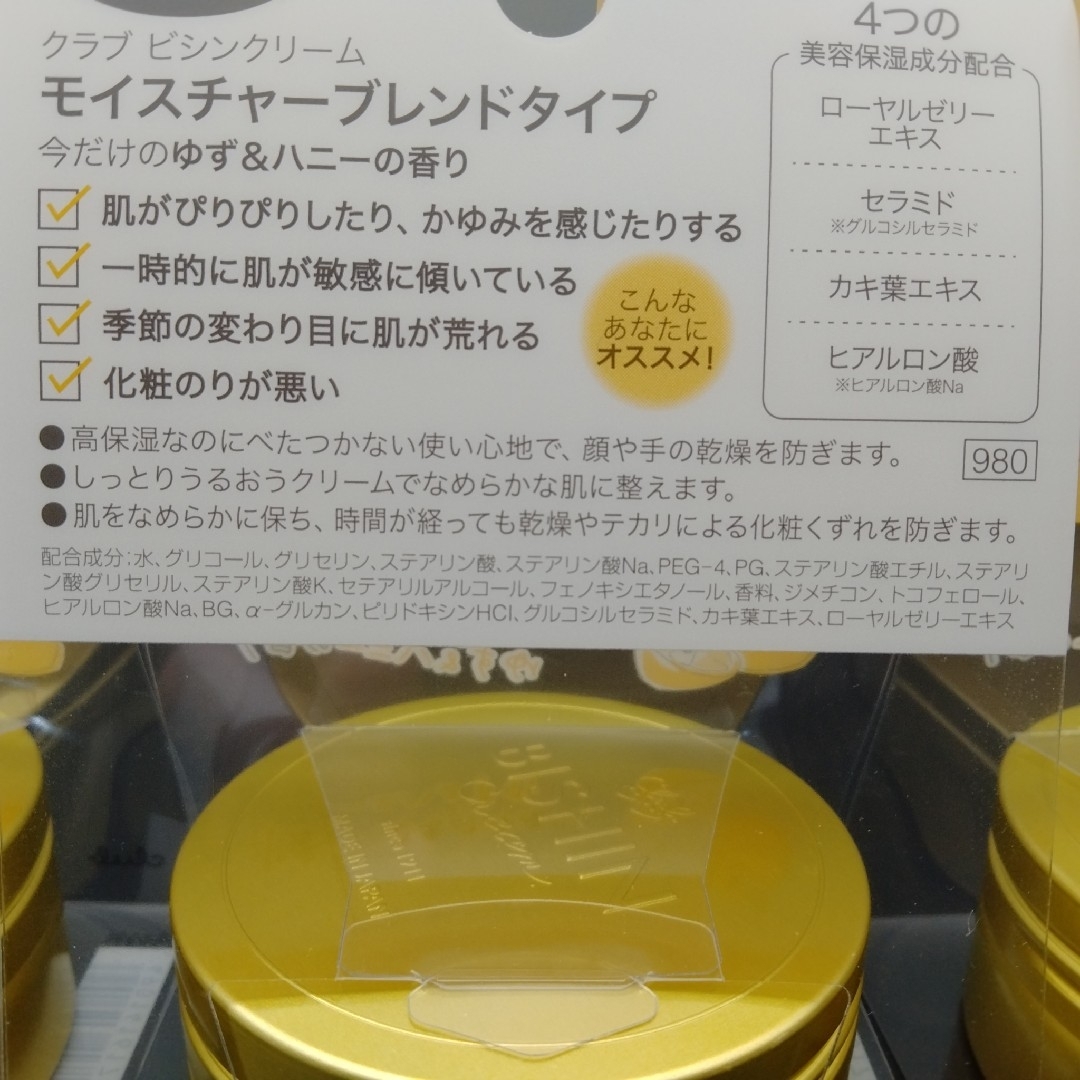 クラブ ビシンクリーム
モイスチャーブレンドタイプ
今だけのゆず&ハニーの香り
肌がぴりぴりしたり、かゆみを感じたりする
一時的に肌が敏感に傾いている
季節の変わり目に肌が荒れる
化粧のりが悪い
こんな
あなたに
オススメ!
4つの
美容保湿成分配合
ローヤルゼリー
エキス
セラミド
※グルコシルセラミド
カキ葉エキス
ヒアルロン酸
※ヒアルロン酸Na
●高保湿なのにべたつかない使い心地で、顔や手の乾燥を防ぎます。
●しっとりうるおうクリームでなめらかな肌に整えます。
●肌をなめらかに保ち、時間が経っても乾燥やテカリによる化粧くずれを防ぎます。
980
配合成分:水、グリコール、グリセリン、ステアリン酸、ステアリン酸Na、PEG-4、PG、ステアリン酸エチル、ステアリ
ン酸グリセリル、ステアリン酸K、セテアリルアルコール、フェノキシエタノール、香料、ジメチコン、トコフェロール、
ヒアルロン酸Na、BG、α-グルカン、ピリドキシンHCl、グルコシルセラミド、カキ葉エキス、ローヤルゼリーエキス
BISHIN
since 1911
MADE IN JAPAN